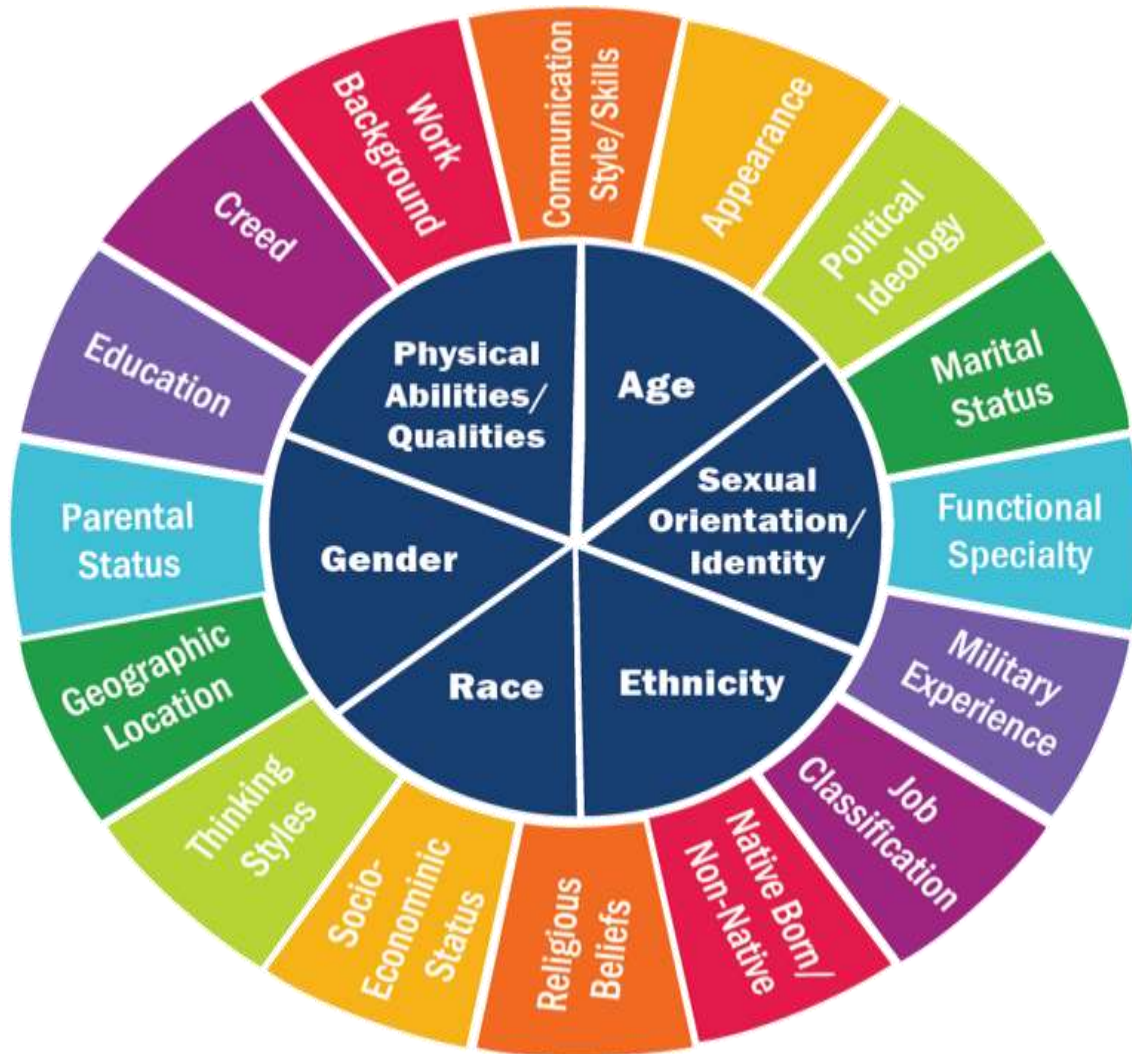 Communication
Style/Skills
Appearance
Political
Ideology
Marital
Status
Functional
Specialty
Military
Experience
Job
Classification
Native Born/
Non-Native
Religious
Beliefs
Socio-
Econominic
Status
Thinking
Styles
Geographic
Location
Parental
Status
Education
Creed
Work
Background
Physical
Abilities/
Qualities
Age
Sexual
Orientation/
Identity
Ethnicity
Race
Gender